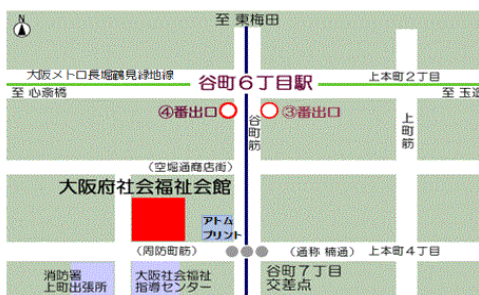 N
至 東梅田
大阪メトロ長堀鶴見緑地線
谷町6丁目駅
上本町2丁目
至 心斎橋
至 玉造
④番出口
③番出口
谷町筋
上町筋
(空堀通商店街)
大阪府社会福祉会館
アトム
プリント
(周防町筋)
(通称 楠通)
上本町4丁目
消防署
上町出張所
大阪社会福祉
指導センター
谷町7丁目
交差点